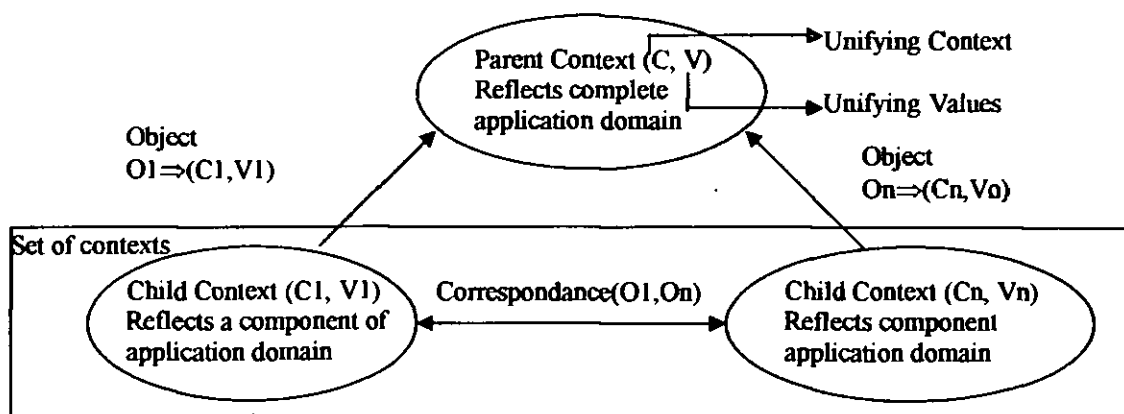 Parent Context (C, V)
Reflects complete
application domain
Unifying Context
Unifying Values
Object
O1⇒(C1,V1)
Object
On⇒(Cn,Vn)
Set of contexts
Child Context (C1, V1)
Reflects a component of
application domain
Correspondance(O1,On)
Child Context (Cn, Vn)
Reflects component
application domain